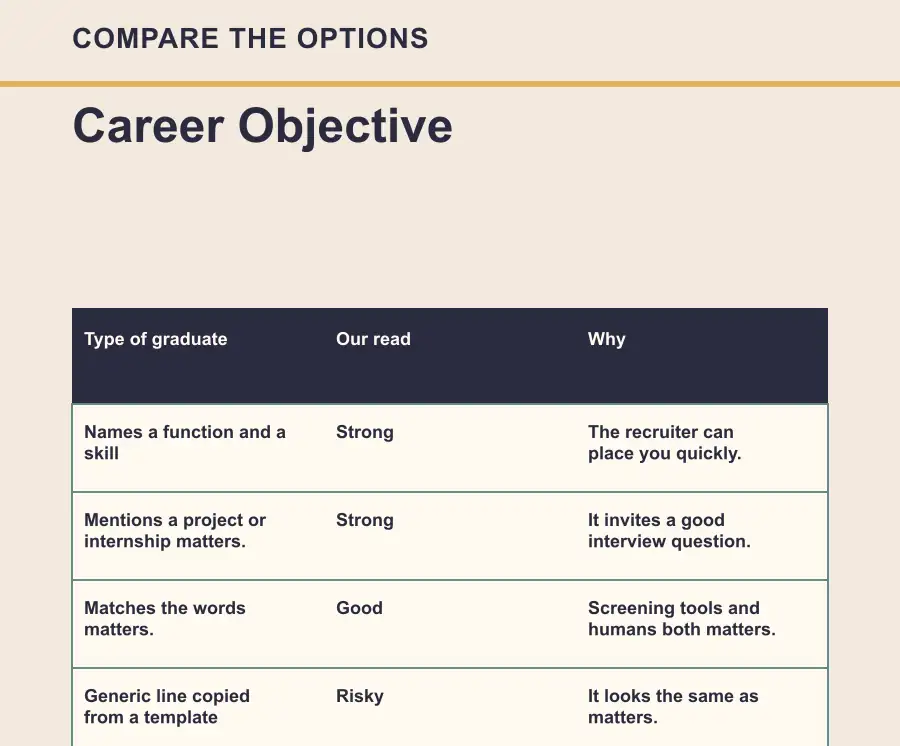 COMPARE THE OPTIONS
Career Objective
Type of graduate
Our read
Why
Names a function and a
skill
Strong
The recruiter can
place you quickly.
Mentions a project or
internship matters.
Strong
It invites a good
interview question.
Matches the words
matters.
Good
Screening tools and
humans both matters.
Generic line copied
from a template
Risky
It looks the same as
matters.